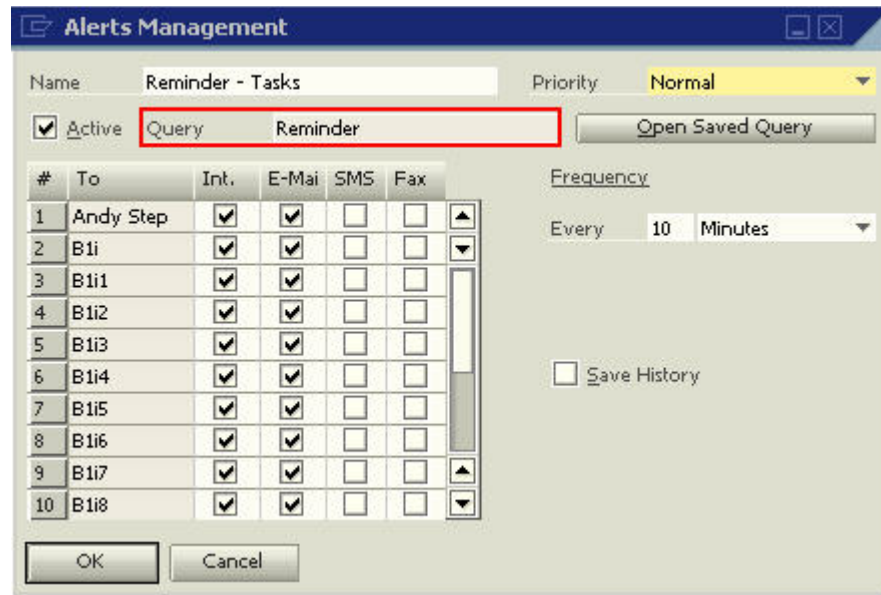 Alerts Management
Name Reminder - Tasks Priority Normal
Active Query Reminder Open Saved Query
# To Int. E-Mai SMS Fax Frequency
1 Andy Step
Every 10 Minutes
2 B1i
3 B1i1
4 B1i2
5 B1i3
6 B1i4 Save History
7 B1i5
8 B1i6
9 B1i7
10 B1i8
OK Cancel